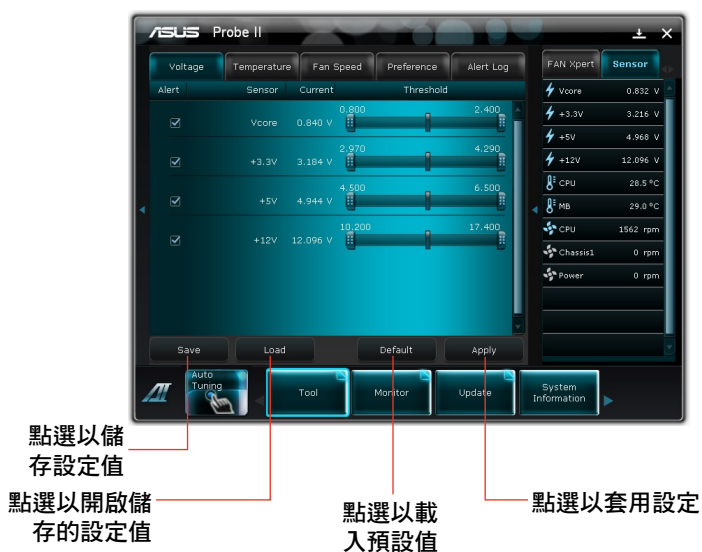 ASUS Probe II
Voltage Temperature Fan Speed Preference Alert Log
Alert Sensor Current Threshold
Vcore 0.840 V 0.800 2.400
+3.3V 3.184 V 2.970 4.290
+5V 4.944 V 4.500 6.500
+12V 12.096 V 10.200 17.400
Save Load Default Apply
FAN Xpert Sensor
Vcore 0.832 V
+3.3V 3.216 V
+5V 4.968 V
+12V 12.096 V
CPU 28.5 °C
MB 29.0 °C
CPU 1562 rpm
Chassis1 0 rpm
Power 0 rpm
AI
Auto
Tuning
Tool
Monitor
Update
System
Information
點選以儲
存設定值
點選以開啟儲
存的設定值
點選以載
入預設值
點選以套用設定